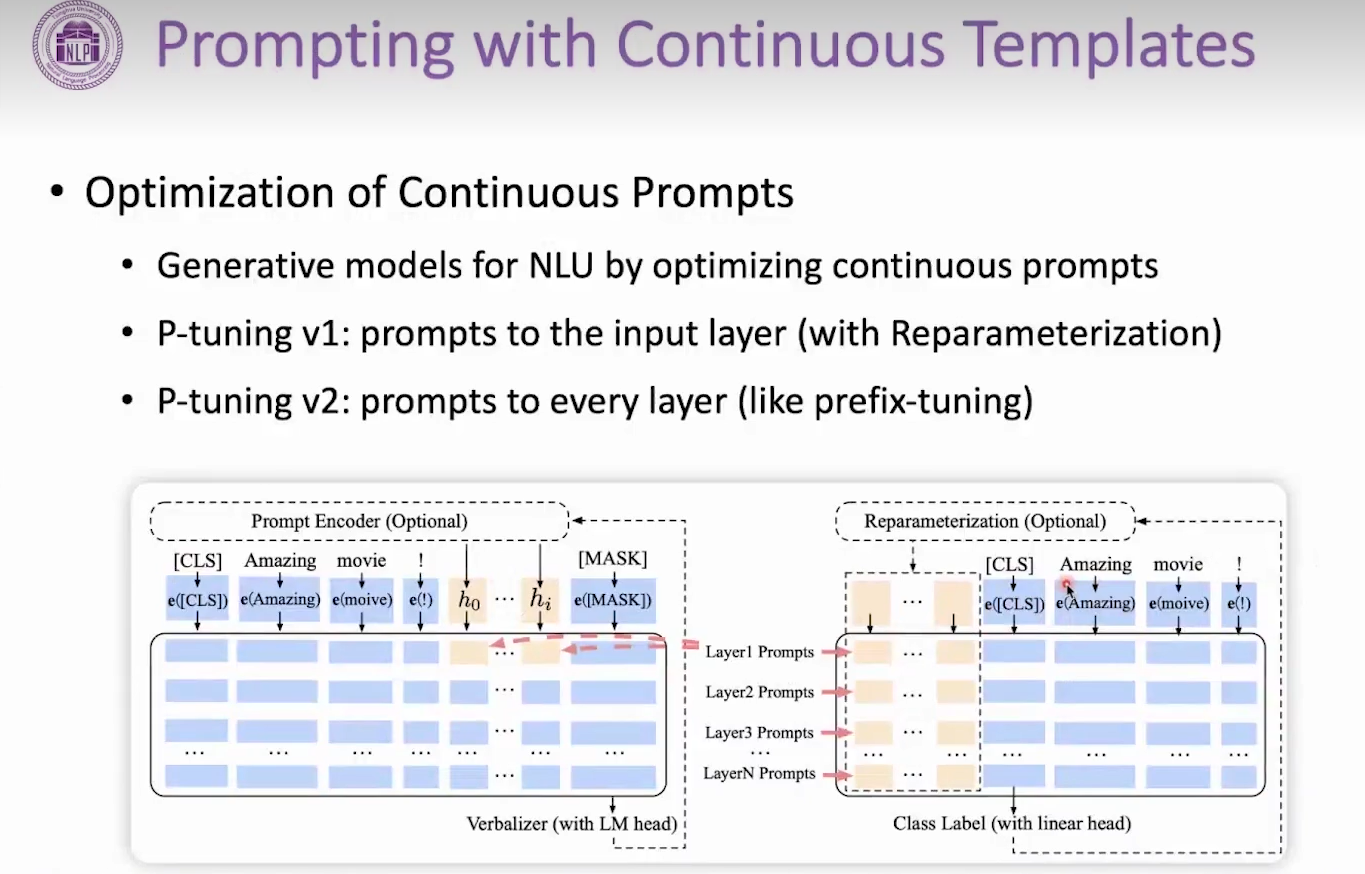 NLP
Prompting with Continuous Templates
• Optimization of Continuous Prompts
• Generative models for NLU by optimizing continuous prompts
• P-tuning v1: prompts to the input layer (with Reparameterization)
• P-tuning v2: prompts to every layer (like prefix-tuning)
Prompt Encoder (Optional)
[CLS] Amazing movie ! [MASK]
e([CLS]) e(Amazing) e(moive) e(!) h0 ... hi e([MASK])
Verbalizer (with LM head)
Layer1 Prompts
Layer2 Prompts
Layer3 Prompts
...
LayerN Prompts
Reparameterization (Optional)
[CLS] Amazing movie !
... e([CLS]) e(Amazing) e(moive) e(!)
Class Label (with linear head)